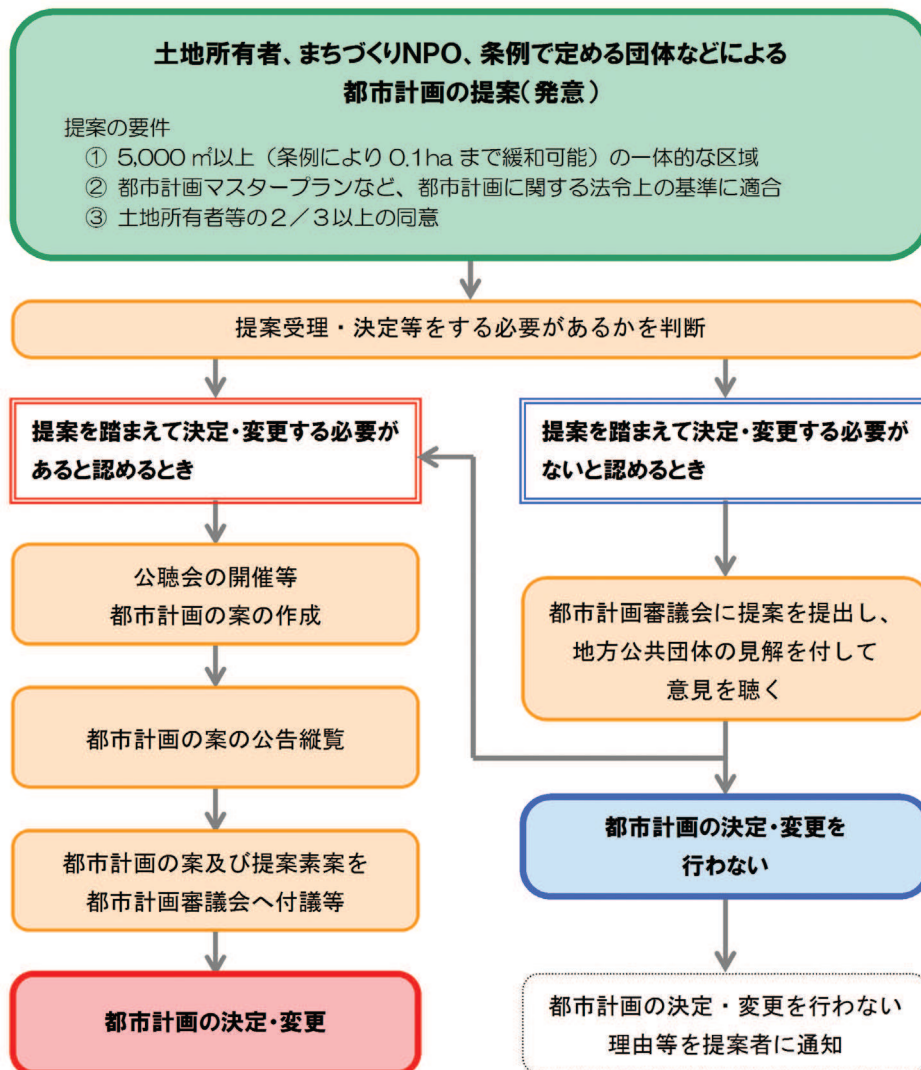 土地所有者、まちづくりNPO、条例で定める団体などによる
都市計画の提案(発意)
提案の要件
① 5,000 ㎡以上（条例により 0.1ha まで緩和可能）の一体的な区域
② 都市計画マスタープランなど、都市計画に関する法令上の基準に適合
③ 土地所有者等の２／３以上の同意
提案受理・決定等をする必要があるかを判断
提案を踏まえて決定・変更する必要が
あると認めるとき
公聴会の開催等
都市計画の案の作成
都市計画の案の公告縦覧
都市計画の案及び提案素案を
都市計画審議会へ付議等
都市計画の決定・変更
提案を踏まえて決定・変更する必要が
ないと認めるとき
都市計画審議会に提案を提出し、
地方公共団体の見解を付して
意見を聴く
都市計画の決定・変更を
行わない
都市計画の決定・変更を行わない
理由等を提案者に通知